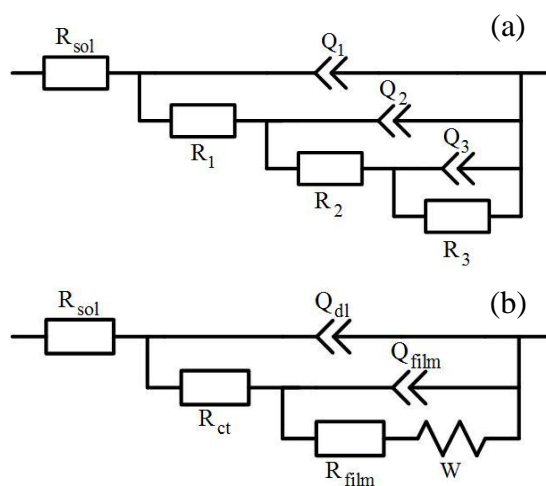 (a)
R_sol
Q_1
Q_2
R_1
Q_3
R_2
R_3
(b)
R_sol
Q_dl
Q_film
R_ct
R_film
W